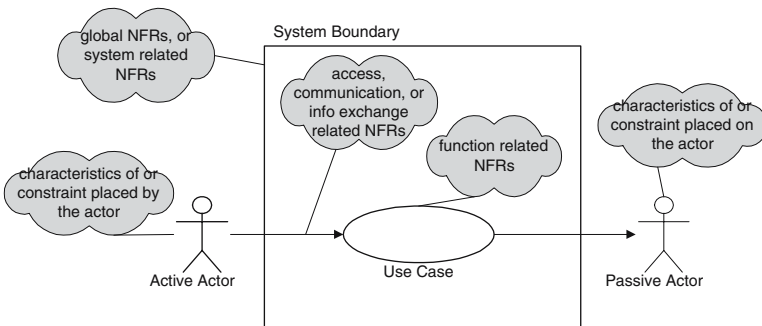 System Boundary
global NFRs, or
system related
NFRs
access,
communication, or
info exchange
related NFRs
characteristics of or
constraint placed on
the actor
function related
NFRs
characteristics of or
constraint placed by
the actor
Active Actor
Use Case
Passive Actor